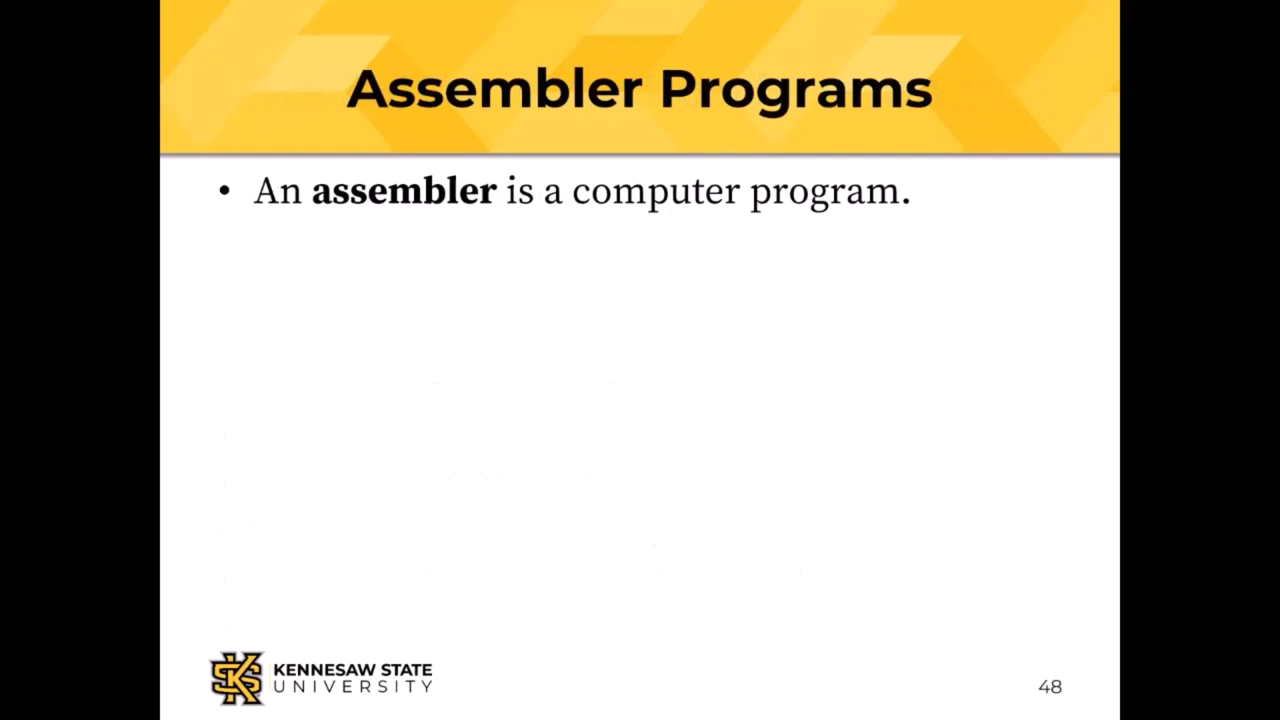 Assembler Programs
• An assembler is a computer program.
KENNESAW STATE
UNIVERSITY
48